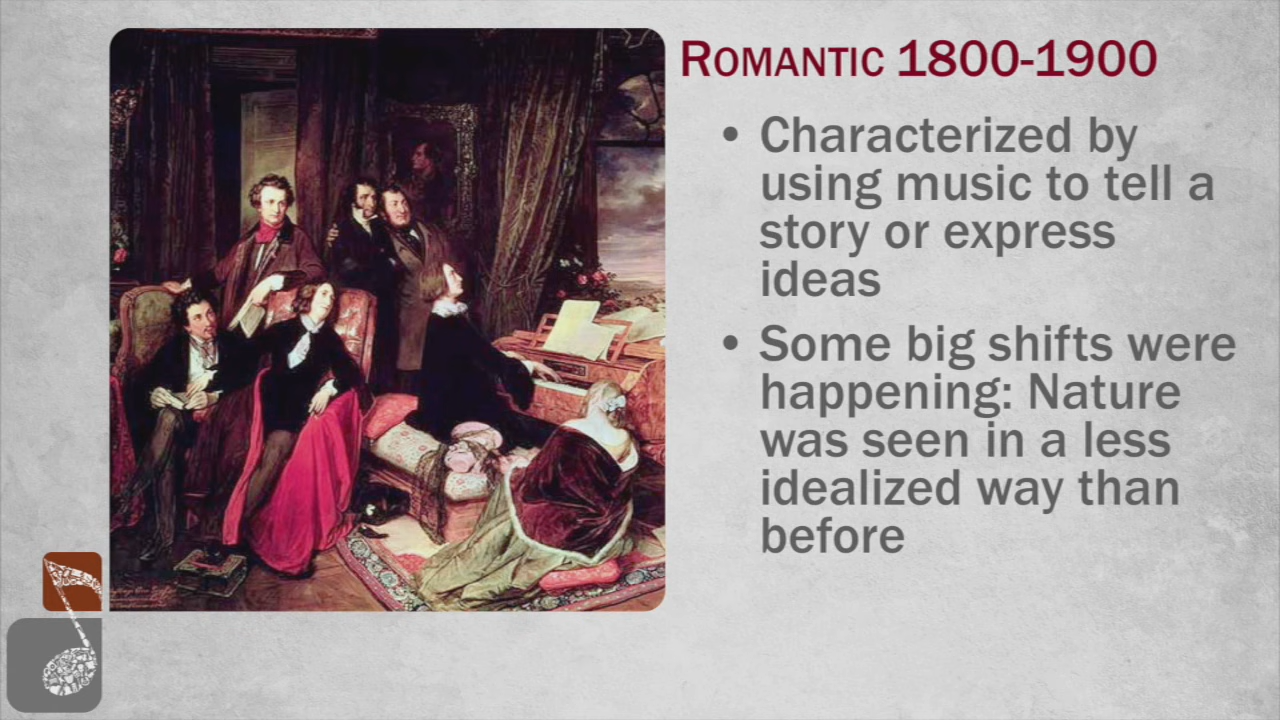 ROMANTIC 1800-1900
• Characterized by
using music to tell a
story or express
ideas
• Some big shifts were
happening: Nature
was seen in a less
idealized way than
before